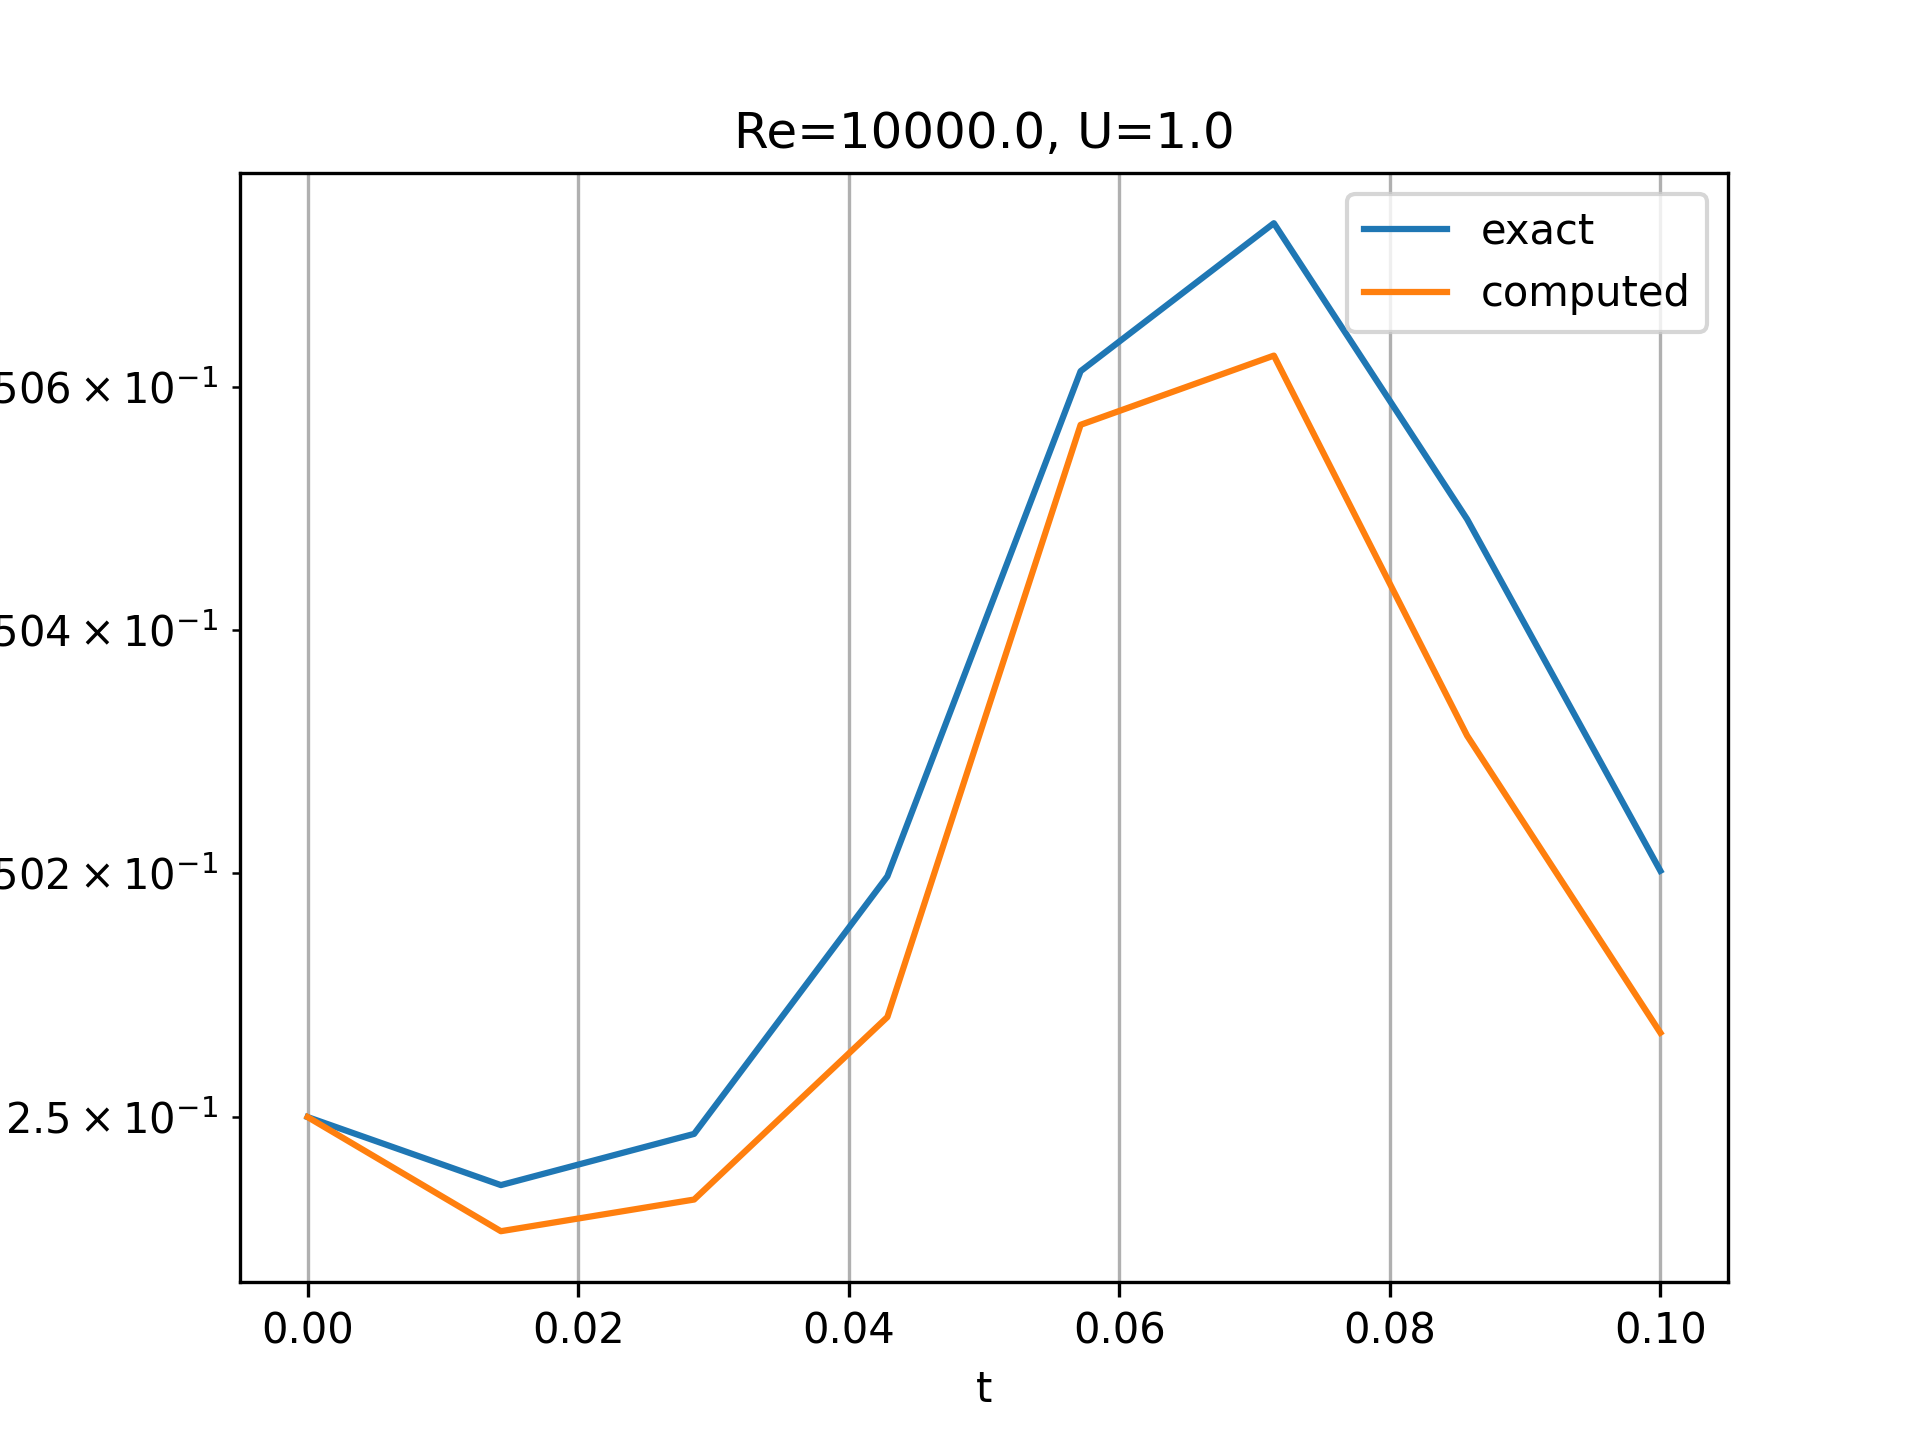 Re=10000.0, U=1.0
exact
computed
506 × 10⁻¹
504 × 10⁻¹
502 × 10⁻¹
2.5 × 10⁻¹
0.00 0.02 0.04 0.06 0.08 0.10
t